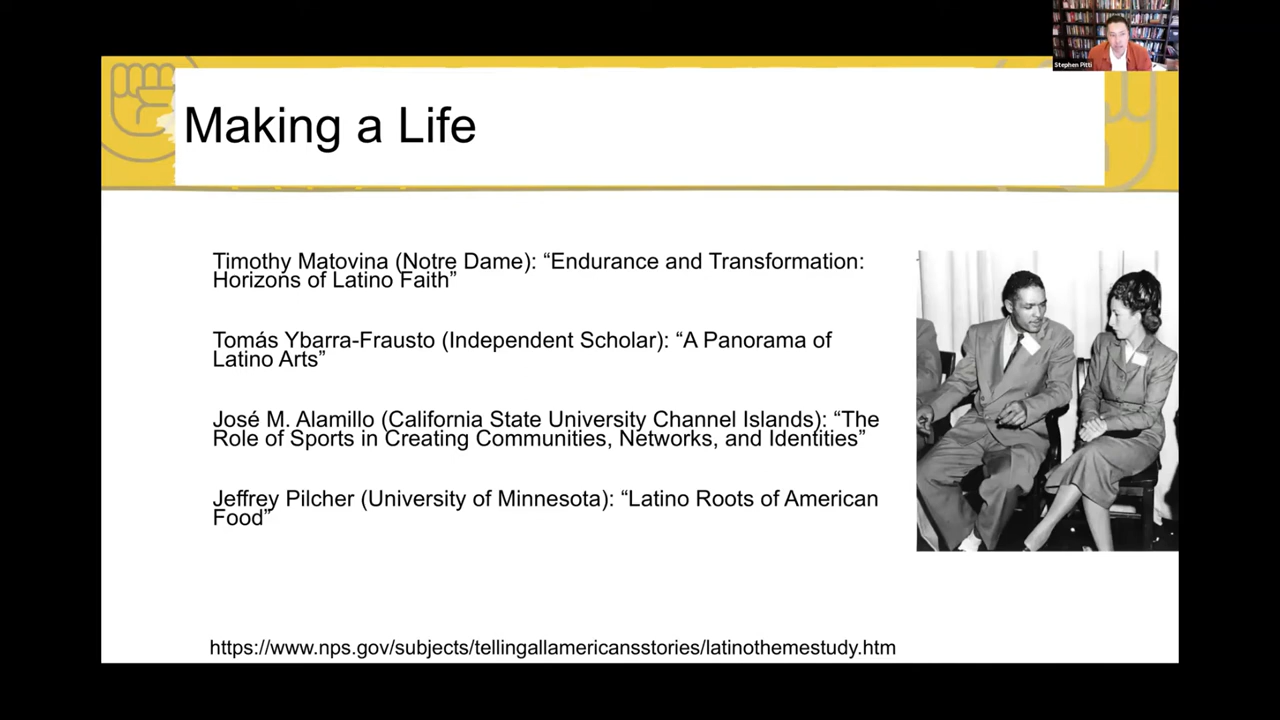 Stephen Pitti
Making a Life
Timothy Matovina (Notre Dame): “Endurance and Transformation:
Horizons of Latino Faith”
Tomás Ybarra-Frausto (Independent Scholar): “A Panorama of
Latino Arts”
José M. Alamillo (California State University Channel Islands): “The
Role of Sports in Creating Communities, Networks, and Identities”
Jeffrey Pilcher (University of Minnesota): “Latino Roots of American
Food”
https://www.nps.gov/subjects/tellingallamericansstories/latinothemestudy.htm